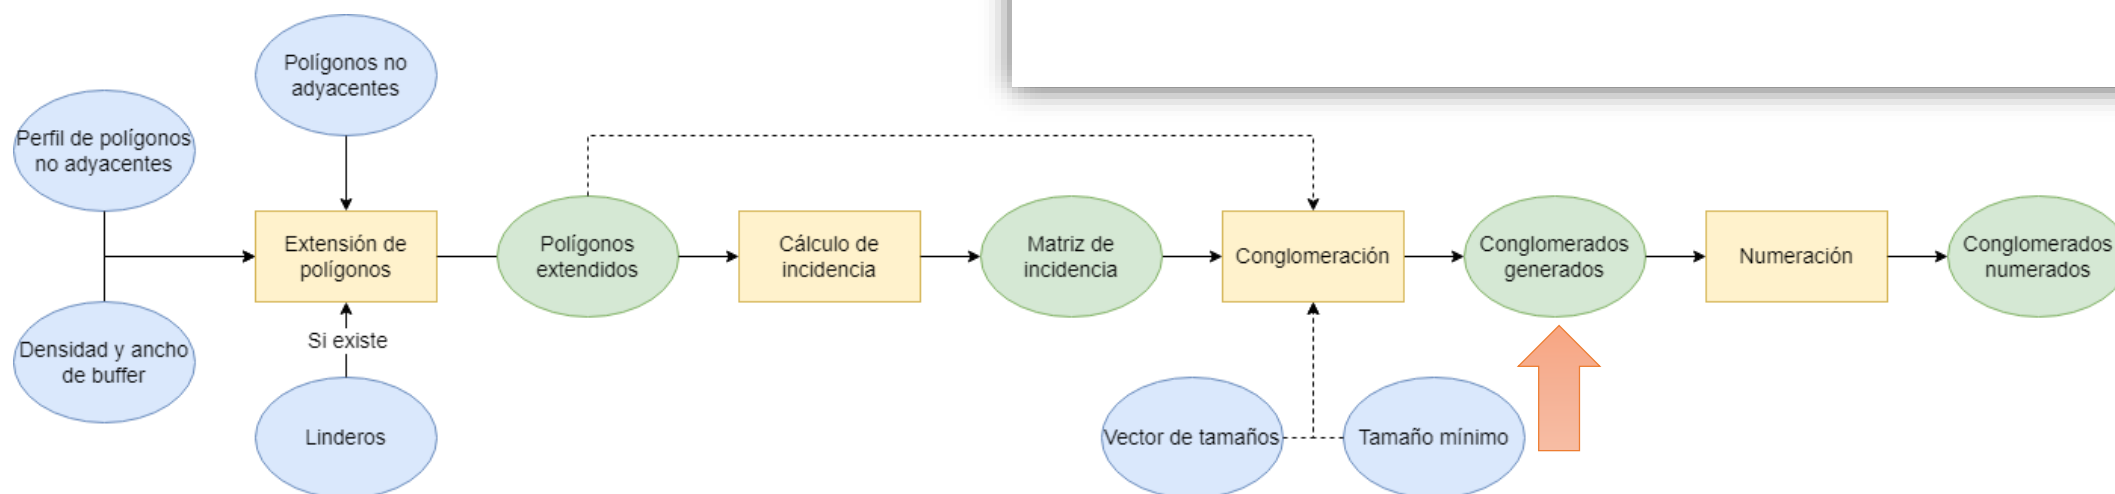 Polígonos no
adyacentes
Perfil de polígonos
no adyacentes
Extensión de
polígonos
Polígonos
extendidos
Cálculo de
incidencia
Matriz de
incidencia
Conglomeración
Conglomerados
generados
Numeración
Conglomerados
numerados
Densidad y ancho
de buffer
Si existe
Linderos
Vector de tamaños
Tamaño mínimo